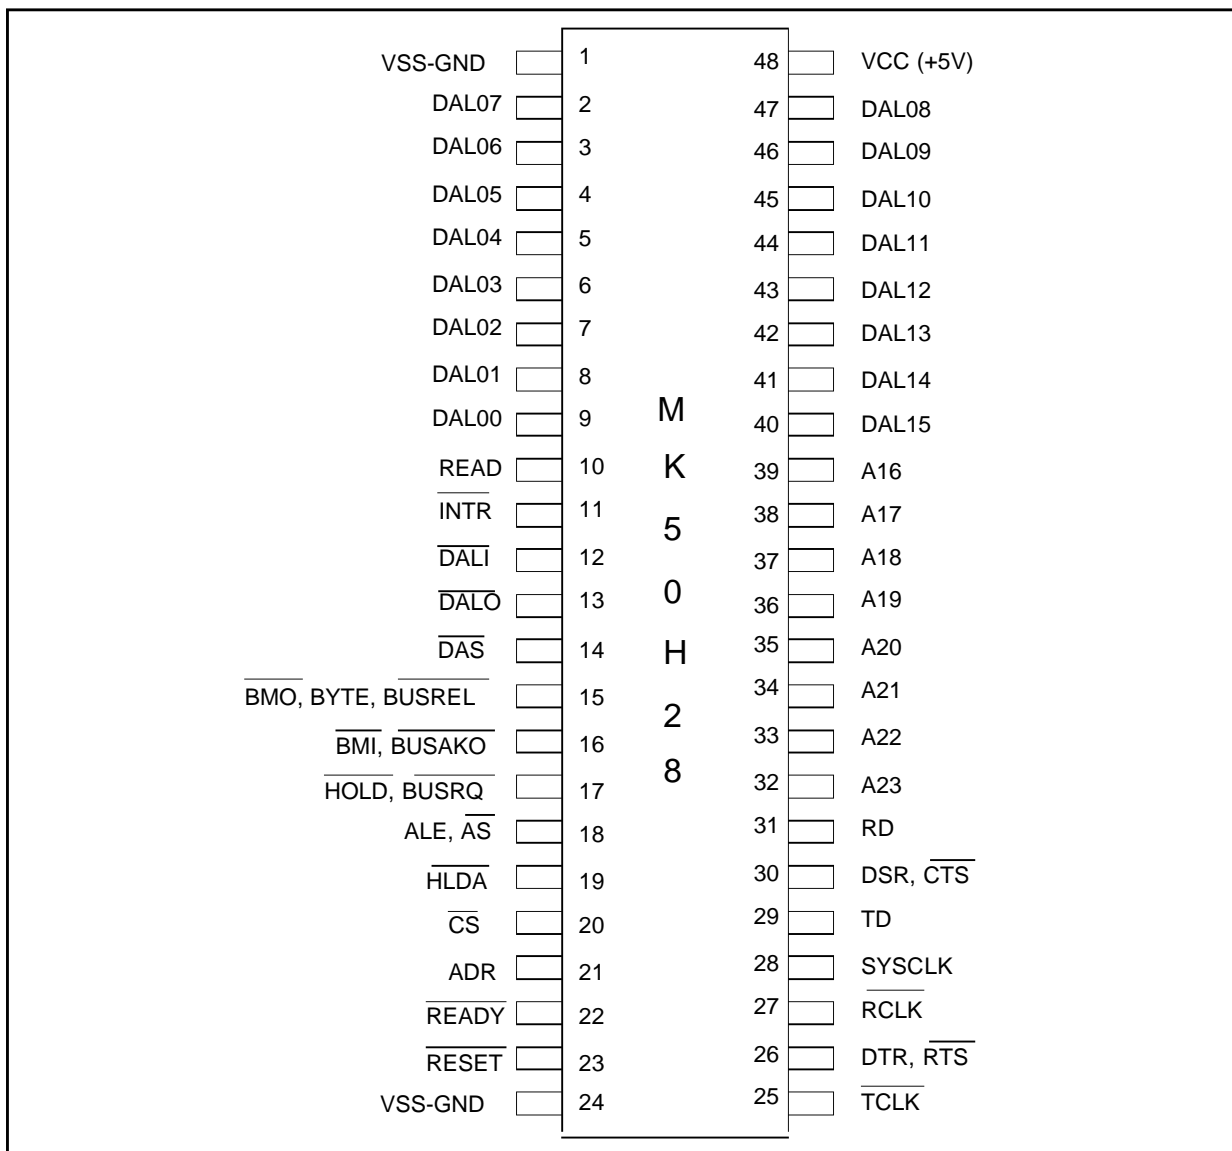 VSS-GND 1 48 VCC (+5V)
DAL07 2 47 DAL08
DAL06 3 46 DAL09
DAL05 4 45 DAL10
DAL04 5 44 DAL11
DAL03 6 43 DAL12
DAL02 7 42 DAL13
DAL01 8 41 DAL14
M
DAL00 9 40 DAL15
READ 10 K 39 A16
INTR 11 38 A17
5
DALI 12 37 A18
DALO 13 0 36 A19
DAS 14 H 35 A20
BMO, BYTE, BUSREL 15 34 A21
2
BMI, BUSAKO 16 33 A22
8
HOLD, BUSRQ 17 32 A23
ALE, AS 18 31 RD
HLDA 19 30 DSR, CTS
CS 20 29 TD
ADR 21 28 SYSCLK
READY 22 27 RCLK
RESET 23 26 DTR, RTS
VSS-GND 24 25 TCLK